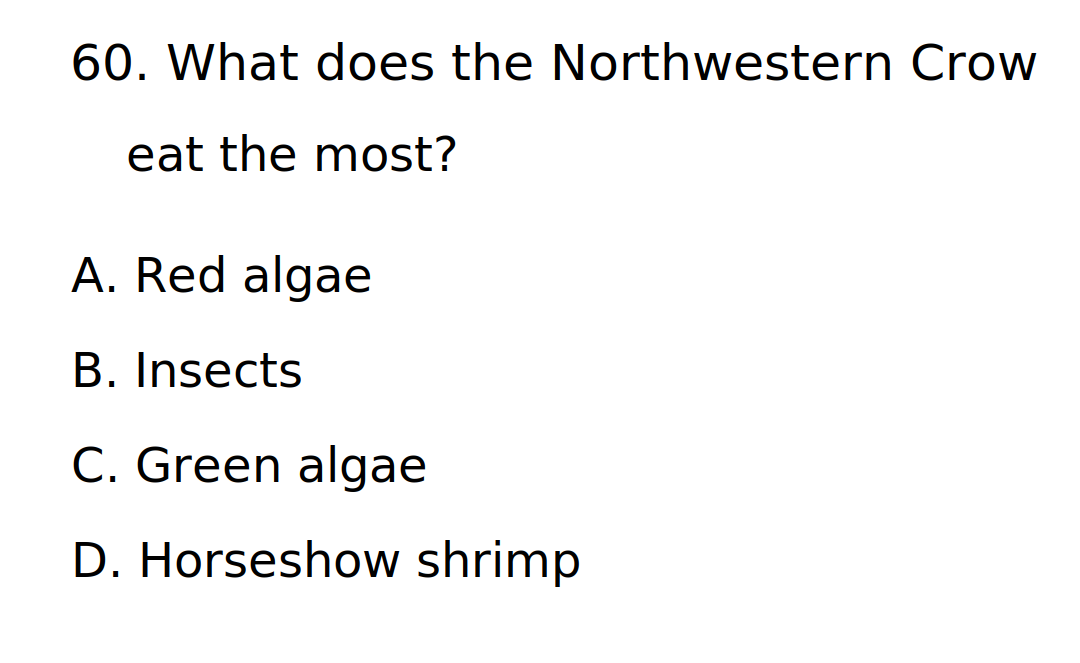 60. What does the Northwestern Crow
eat the most?
A. Red algae
B. Insects
C. Green algae
D. Horseshow shrimp